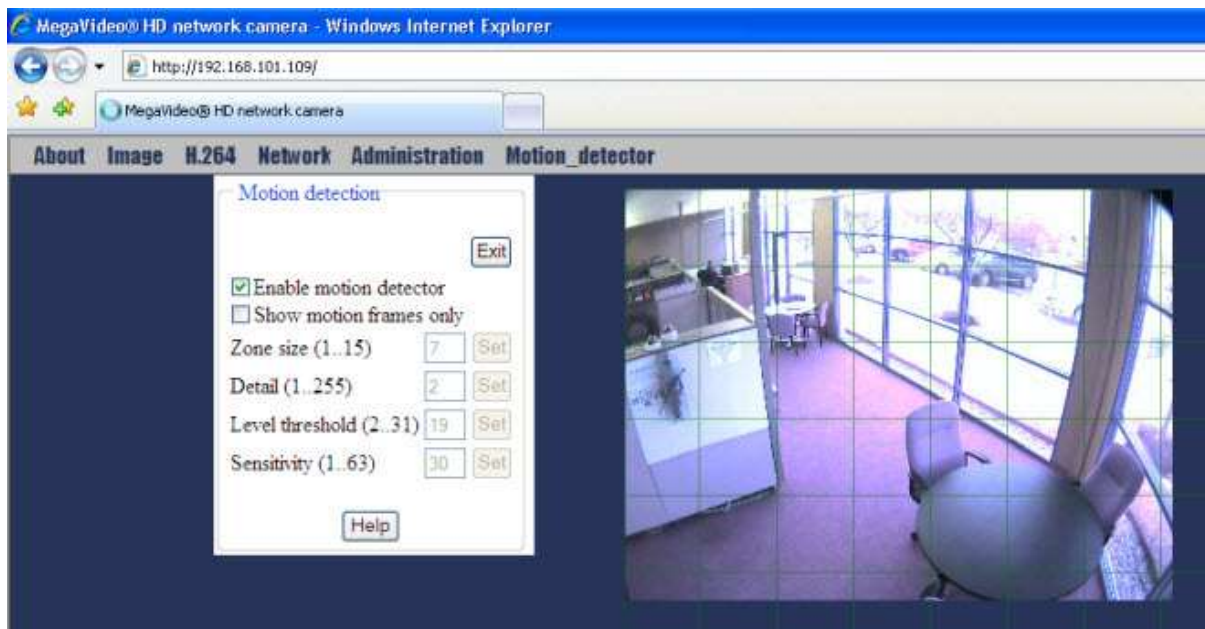 MegaVideo® HD network camera - Windows Internet Explorer
http://192.168.101.109/
MegaVideo® HD network camera
About Image H.264 Network Administration Motion_detector
Motion detection
Exit
Enable motion detector
Show motion frames only
Zone size (1..15) 7 Set
Detail (1..255) 2 Set
Level threshold (2..31) 19 Set
Sensitivity (1..63) 30 Set
Help